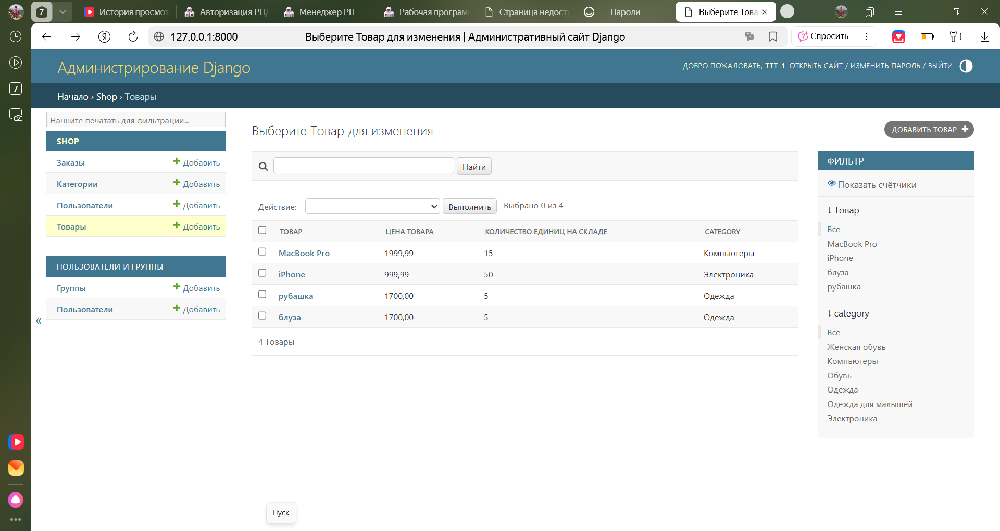 7
История просмот
Авторизация РПД
Менеджер РП
Рабочая програм
Страница недосту
Пароли
Выберите Това
127.0.0.1:8000
Выберите Товар для изменения | Административный сайт Django
Спросить
7
Администрирование Django
ДОБРО ПОЖАЛОВАТЬ, TTT_1. ОТКРЫТЬ САЙТ / ИЗМЕНИТЬ ПАРОЛЬ / ВЫЙТИ
Начало › Shop › Товары
Начните печатать для фильтрации...
SHOP
Заказы
Добавить
Категории
Добавить
Пользователи
Добавить
Товары
Добавить
ПОЛЬЗОВАТЕЛИ И ГРУППЫ
Группы
Добавить
Пользователи
Добавить
«
Выберите Товар для изменения
ДОБАВИТЬ ТОВАР
Найти
Действие:
---------
Выполнить
Выбрано 0 из 4
ТОВАР ЦЕНА ТОВАРА КОЛИЧЕСТВО ЕДИНИЦ НА СКЛАДЕ CATEGORY
MacBook Pro 1999,99 15 Компьютеры
iPhone 999,99 50 Электроника
рубашка 1700,00 5 Одежда
блуза 1700,00 5 Одежда
4 Товары
ФИЛЬТР
Показать счётчики
↓ Товар
Все
MacBook Pro
iPhone
блуза
рубашка
↓ category
Все
Женская обувь
Компьютеры
Обувь
Одежда
Одежда для малышей
Электроника
Пуск